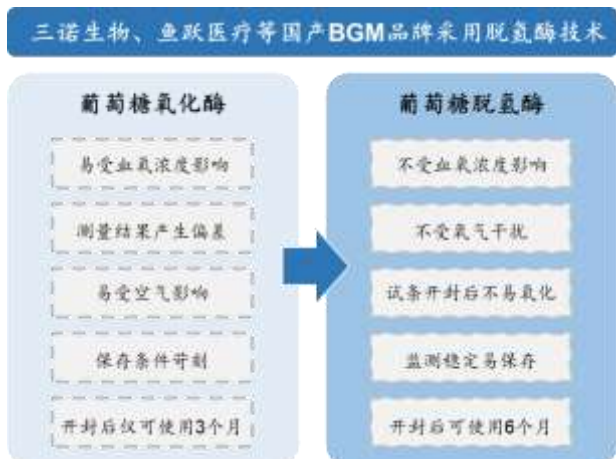 三诺生物、鱼跃医疗等国产BGM品牌采用脱氢酶技术
葡萄糖氧化酶
易受血氧浓度影响
测量结果产生偏差
易受空气影响
保存条件苛刻
开封后仅可使用3个月
葡萄糖脱氢酶
不受血氧浓度影响
不受氧气干扰
试条开封后不易氧化
监测稳定易保存
开封后可使用6个月